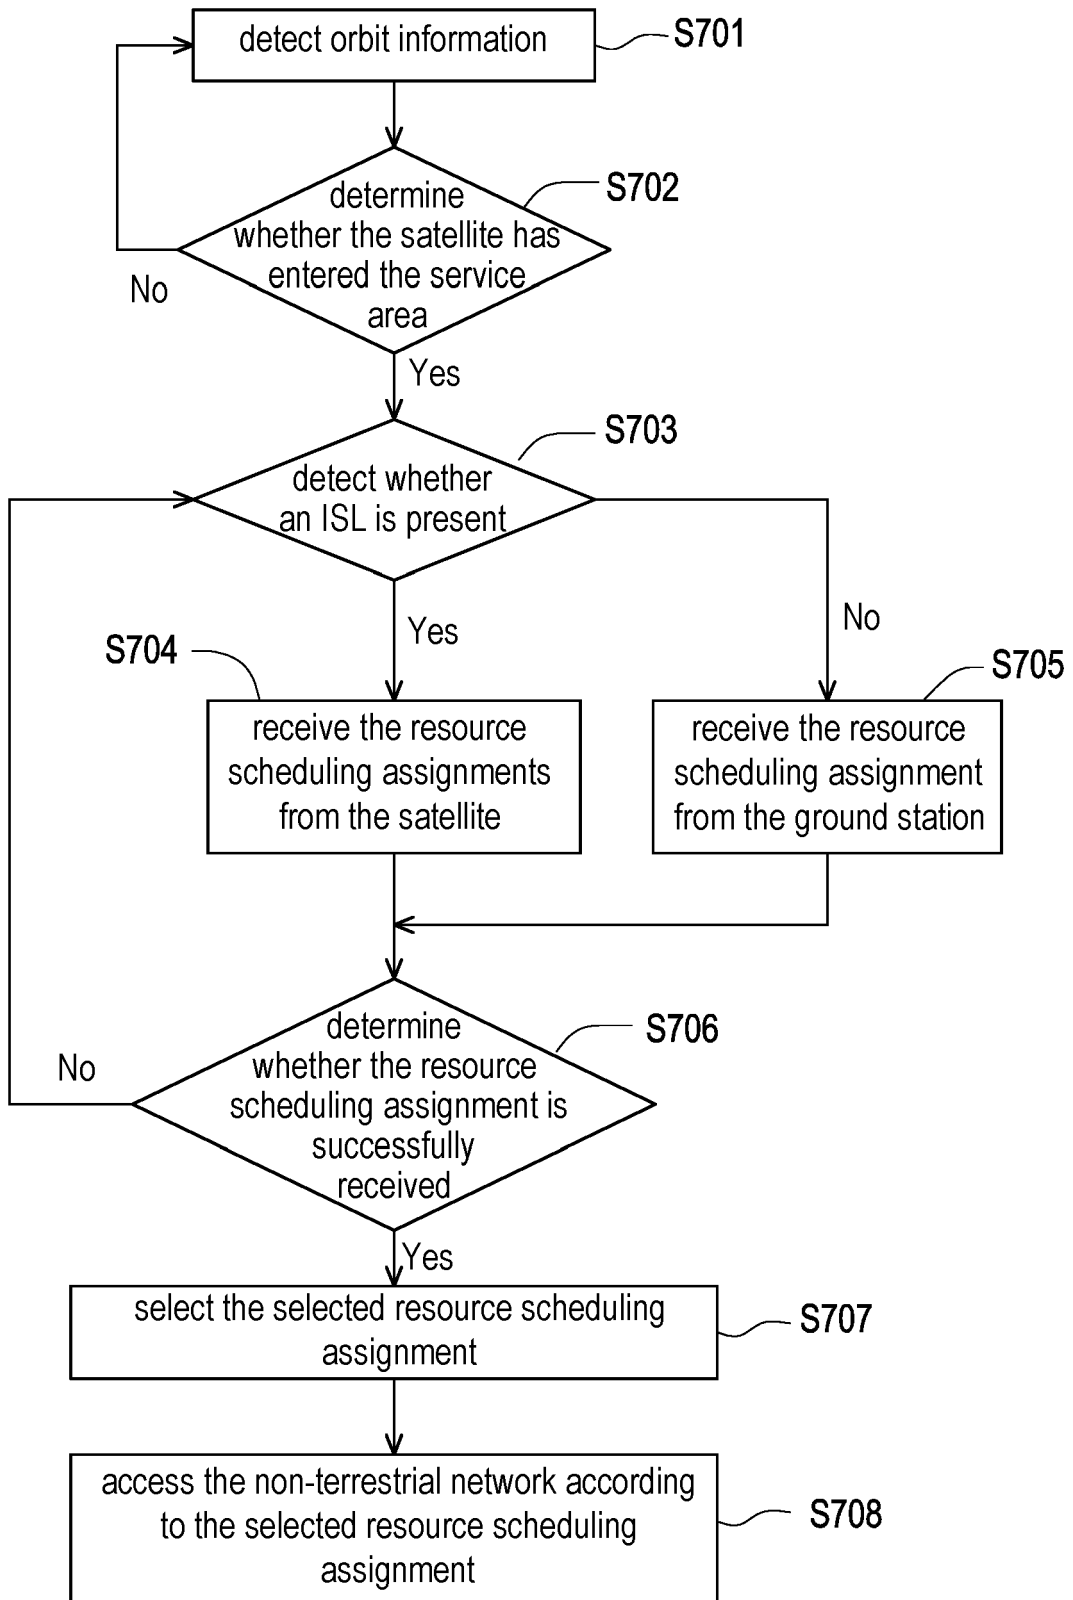 detect orbit information
S701
determine
whether the satellite has
entered the service
area
S702
No
Yes
detect whether
an ISL is present
S703
Yes
No
S704
S705
receive the resource
scheduling assignments
from the satellite
receive the resource
scheduling assignment
from the ground station
determine
whether the resource
scheduling assignment is
successfully
received
S706
No
Yes
select the selected resource scheduling
assignment
S707
access the non-terrestrial network according
to the selected resource scheduling
assignment
S708